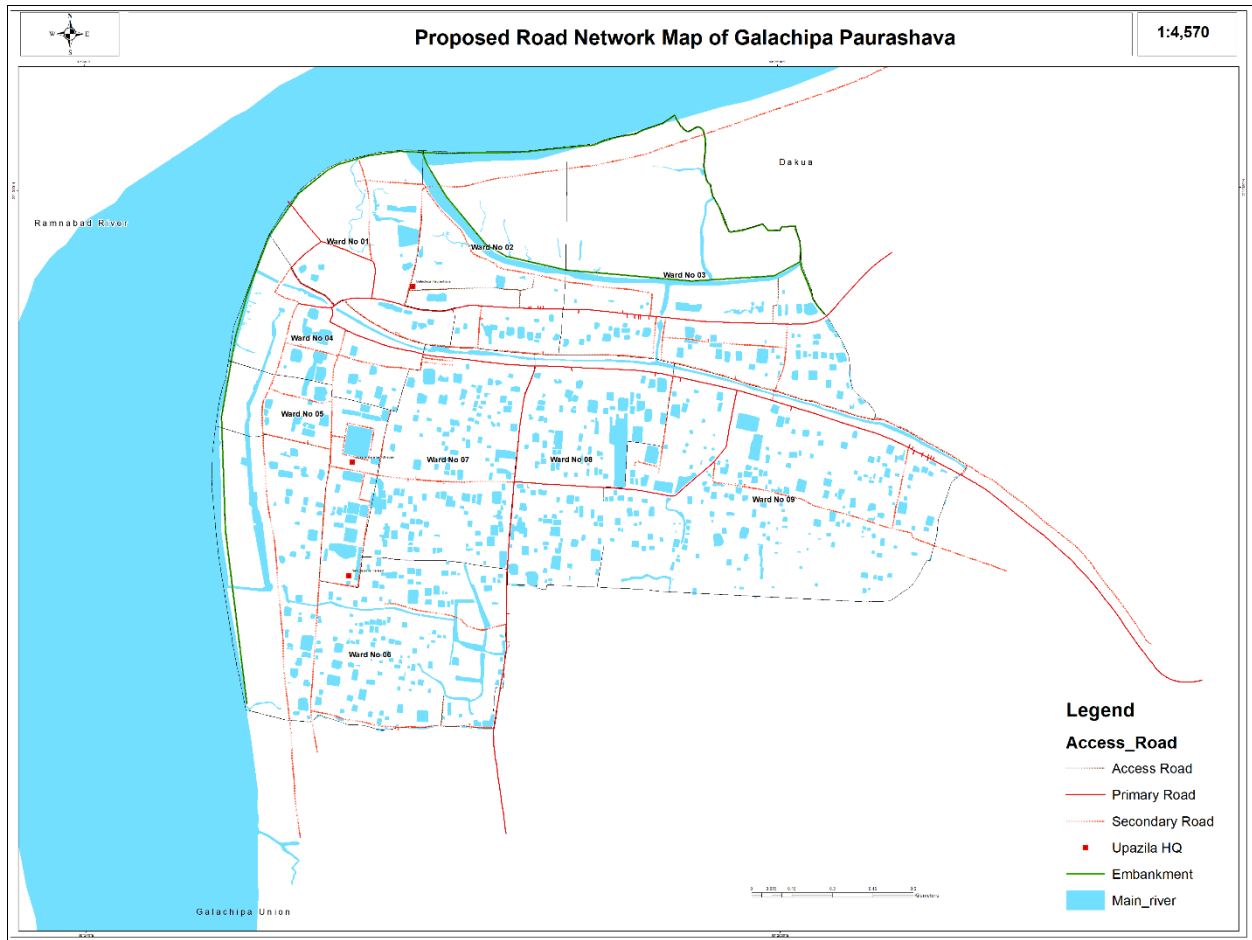 N
W E
S
Proposed Road Network Map of Galachipa Paurashava
1:4,570
Dakua
Ramnabad River
Ward No 01
Ward No 02
Ward No 03
Ward No 04
Ward No 05
Ward No 07
Ward No 08
Ward No 09
Ward No 06
Galachipa Union
Legend
Access_Road
Access Road
Primary Road
Secondary Road
Upazila HQ
Embankment
Main_river
Kilometers